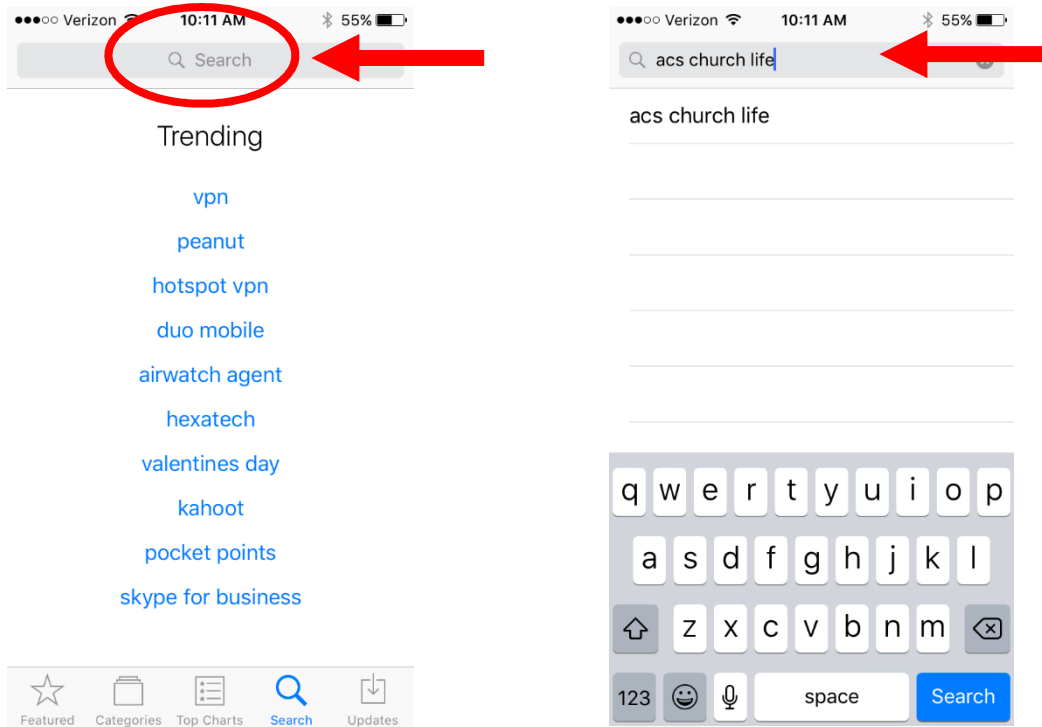 Verizon 10:11 AM 55%
Search
Trending
vpn
peanut
hotspot vpn
duo mobile
airwatch agent
hexatech
valentines day
kahoot
pocket points
skype for business
Featured Categories Top Charts Search Updates
Verizon 10:11 AM 55%
acs church life
acs church life
q w e r t y u i o p
a s d f g h j k l
z x c v b n m
123 space Search